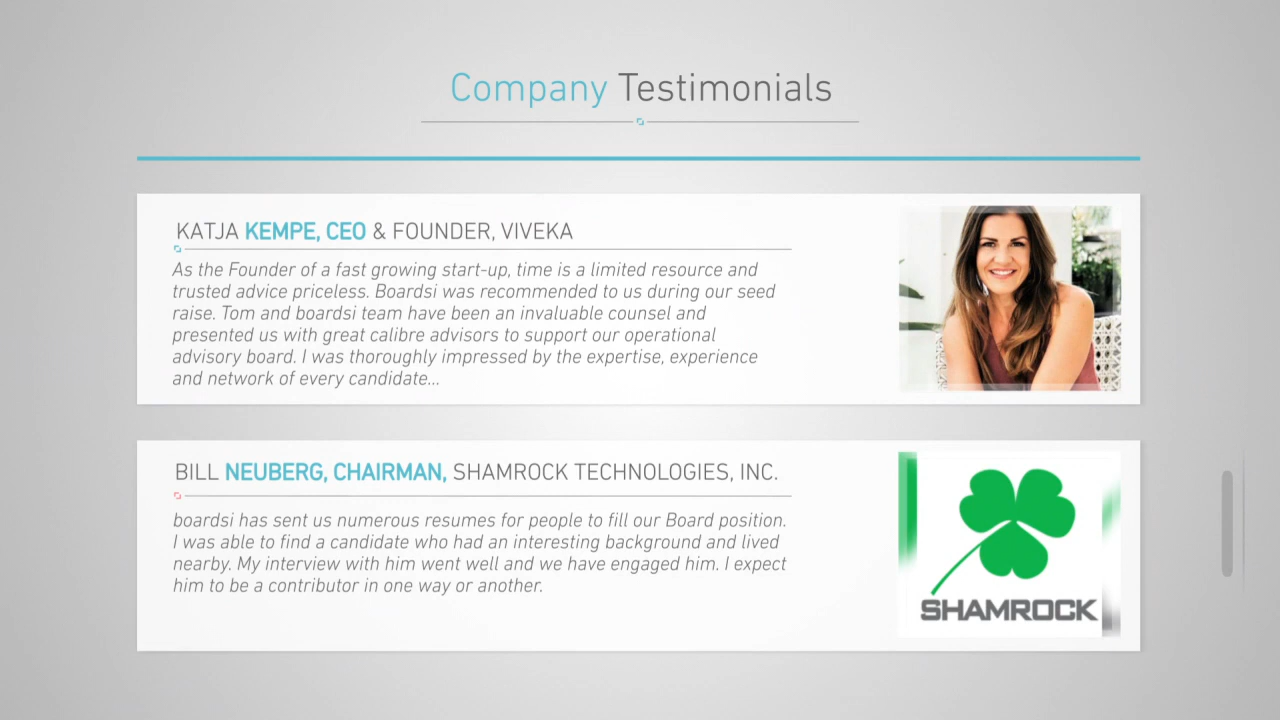 Company Testimonials
KATJA KEMPE, CEO & FOUNDER, VIVEKA
As the Founder of a fast growing start-up, time is a limited resource and
trusted advice priceless. Boardsi was recommended to us during our seed
raise. Tom and boardsi team have been an invaluable counsel and
presented us with great calibre advisors to support our operational
advisory board. I was thoroughly impressed by the expertise, experience
and network of every candidate...
BILL NEUBERG, CHAIRMAN, SHAMROCK TECHNOLOGIES, INC.
boardsi has sent us numerous resumes for people to fill our Board position.
I was able to find a candidate who had an interesting background and lived
nearby. My interview with him went well and we have engaged him. I expect
him to be a contributor in one way or another.
SHAMROCK